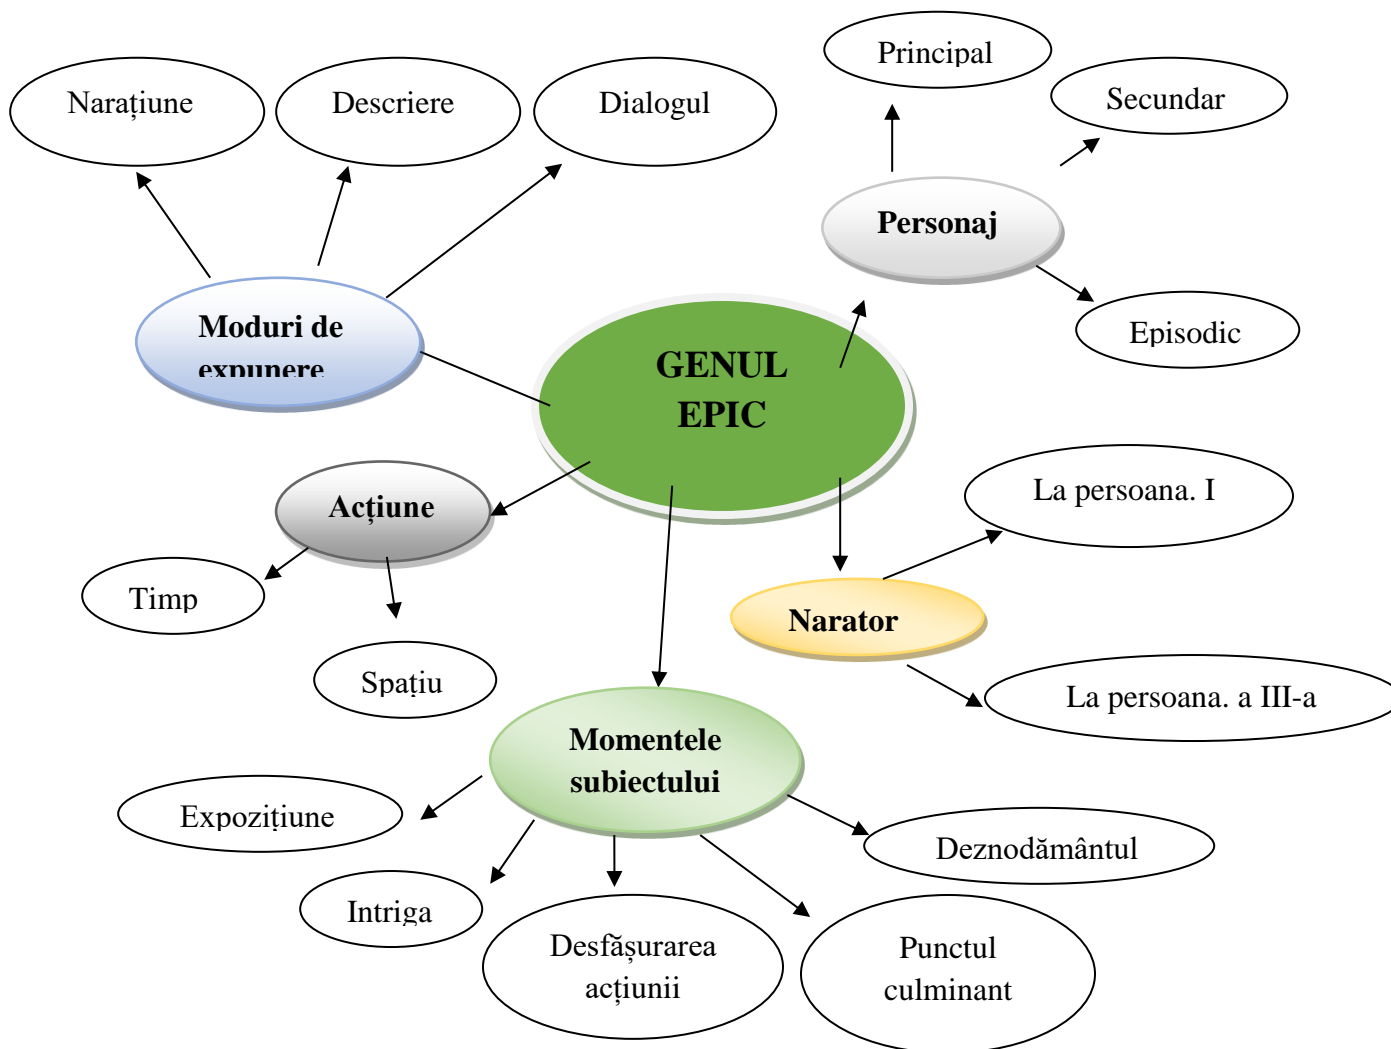 Principal
Narațiune
Descriere
Dialogul
Secundar
Personaj
Moduri de
expunere
Episodic
GENUL
EPIC
La persoana. I
Acțiune
Timp
Narator
Spațiu
La persoana. a III-a
Momentele
subiectului
Expozițiune
Deznodământul
Intriga
Desfășurarea
acțiunii
Punctul
culminant